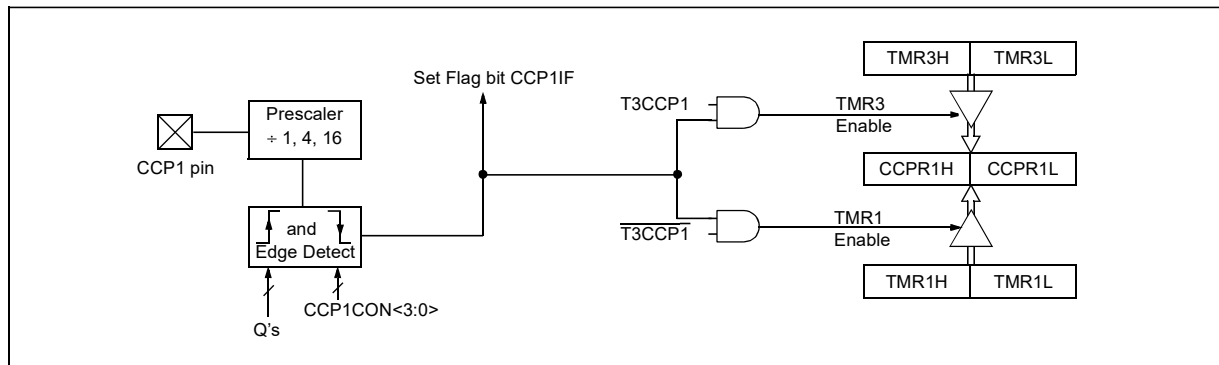 TMR3H TMR3L
Set Flag bit CCP1IF
T3CCP1
TMR3
Enable
Prescaler
÷ 1, 4, 16
CCP1 pin
CCPR1H CCPR1L
and
Edge Detect
T3CCP1
TMR1
Enable
TMR1H TMR1L
CCP1CON<3:0>
Q's